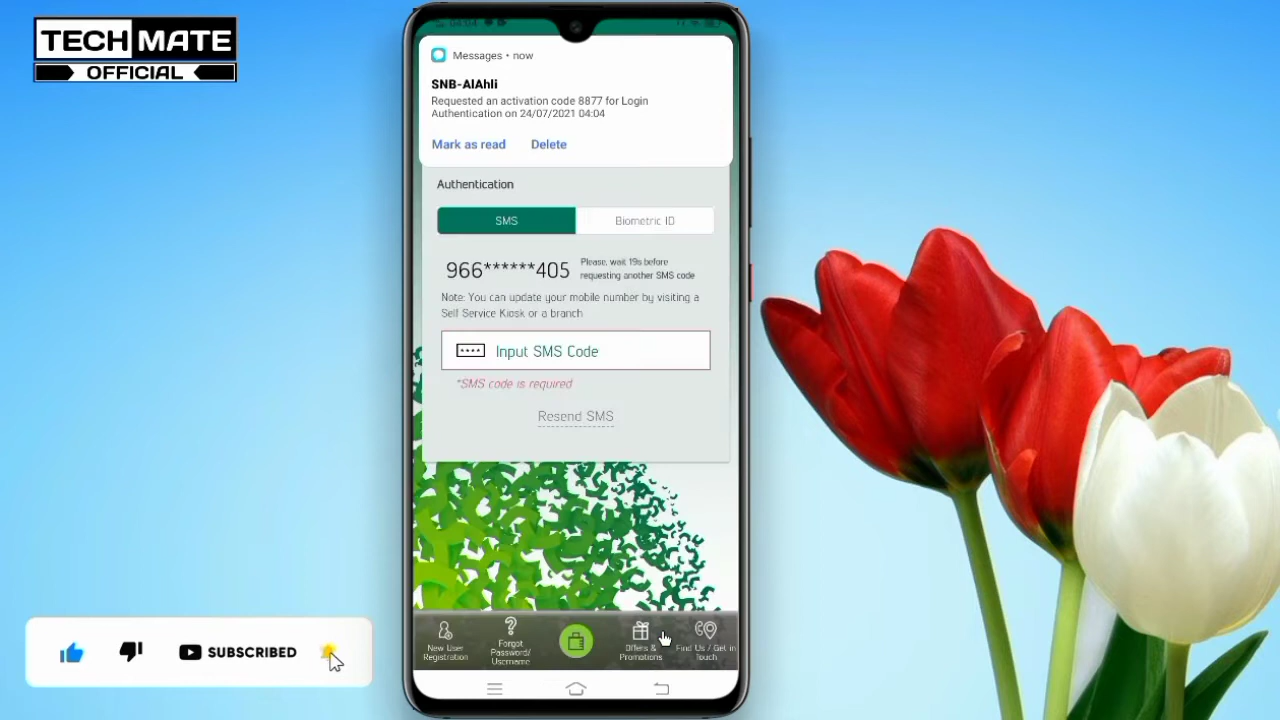 TECH MATE
OFFICIAL
04:04
Messages • now
SNB-AlAhli
Requested an activation code 8877 for Login
Authentication on 24/07/2021 04:04
Mark as read Delete
Authentication
SMS Biometric ID
966******405
Please, wait 19s before
requesting another SMS code
Note: You can update your mobile number by visiting a
Self Service Kiosk or a branch
Input SMS Code
*SMS code is required
Resend SMS
New User
Registration
Forgot
Password/
Username
Offers &
Promotions
Find Us / Get in
Touch
SUBSCRIBED